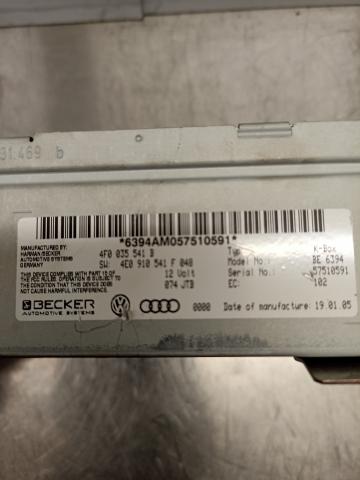 31.469 b
*6394AM057510591*
MANUFACTURED BY:
HARMAN/BECKER
AUTOMOTIVE SYSTEMS
GERMANY
4F0 035 541 B
SW: 4E0 910 541 F 048
Typ: K-Box
Model No.: BE 6394
THIS DEVICE COMPLIES WITH PART 15 OF
THE FCC RULES. OPERATION IS SUBJECT TO
THE CONDITION THAT THIS DEVICE DOES
NOT CAUSE HARMFUL INTERFERENCE
12 Volt
074 JTB
Serial No.: 57510591
EC: 102
BECKER
AUTOMOTIVE SYSTEMS
0000
Date of manufacture: 19.01.05